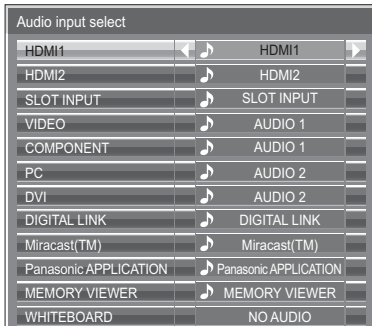 Audio input select
HDMI1 HDMI1
HDMI2 HDMI2
SLOT INPUT SLOT INPUT
VIDEO AUDIO 1
COMPONENT AUDIO 1
PC AUDIO 2
DVI AUDIO 2
DIGITAL LINK DIGITAL LINK
Miracast(TM) Miracast(TM)
Panasonic APPLICATION Panasonic APPLICATION
MEMORY VIEWER MEMORY VIEWER
WHITEBOARD NO AUDIO